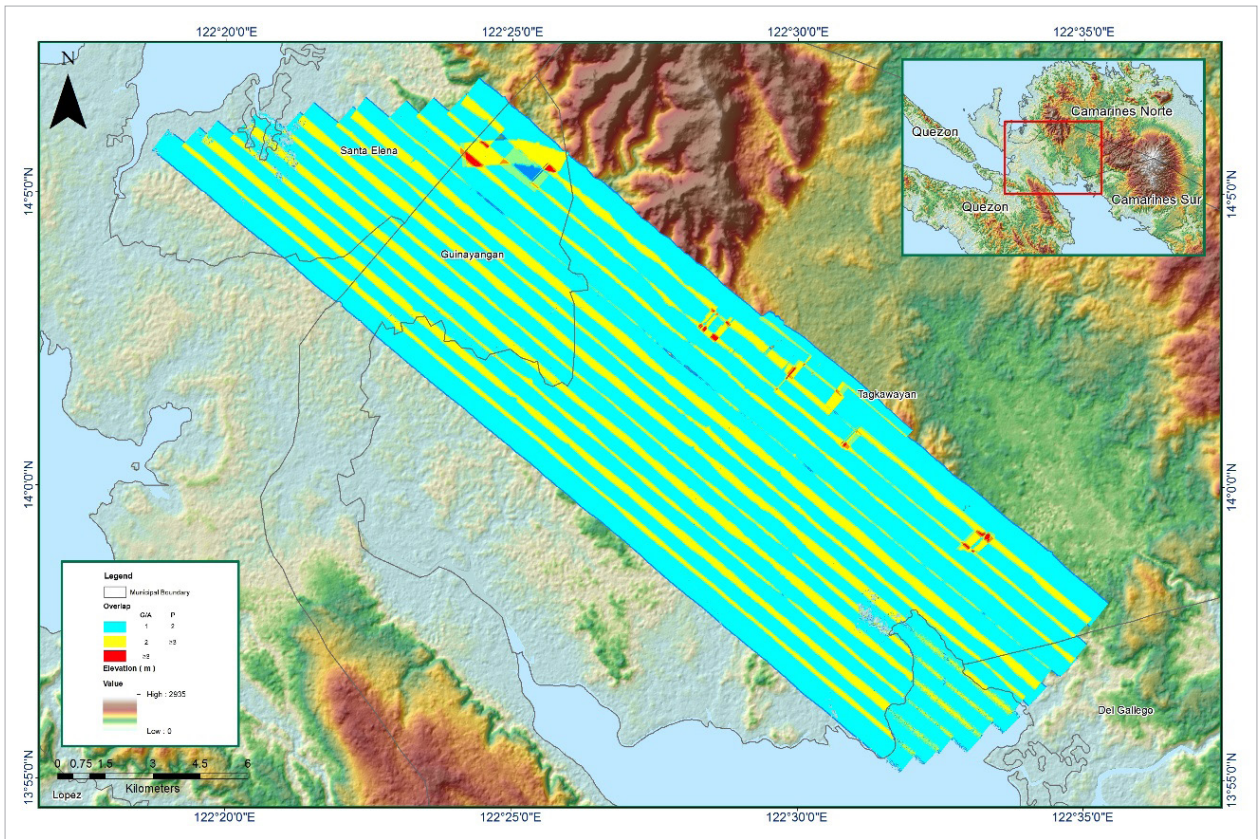 122°20'0"E
122°25'0"E
122°30'0"E
122°35'0"E
N
14°5'0"N
14°5'0"N
Camarines Norte
Quezon
Quezon
Camarines Sur
Santa Elena
Guinayangan
Tagkawayan
14°0'0"N
14°0'0"N
Del Gallego
Legend
Municipal Boundary
Overlap
G/A P
1 2
2 ≥3
≥3
Elevation ( m )
Value
High : 2935
Low : 0
0 0.75 1.5 3 4.5 6
Kilometers
Lopez
13°55'0"N
13°55'0"N
122°20'0"E
122°25'0"E
122°30'0"E
122°35'0"E